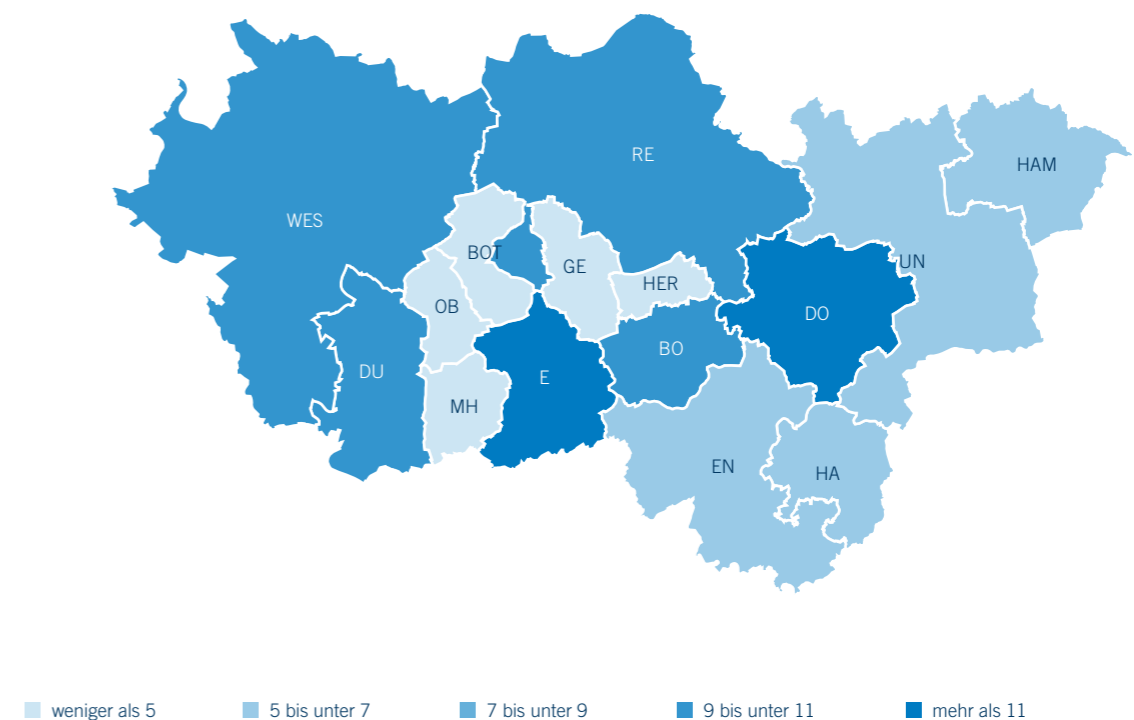 RE
HAM
WES
BOT
UN
GE
HER
OB
DO
BO
DU
E
MH
EN
HA
weniger als 5
5 bis unter 7
7 bis unter 9
9 bis unter 11
mehr als 11